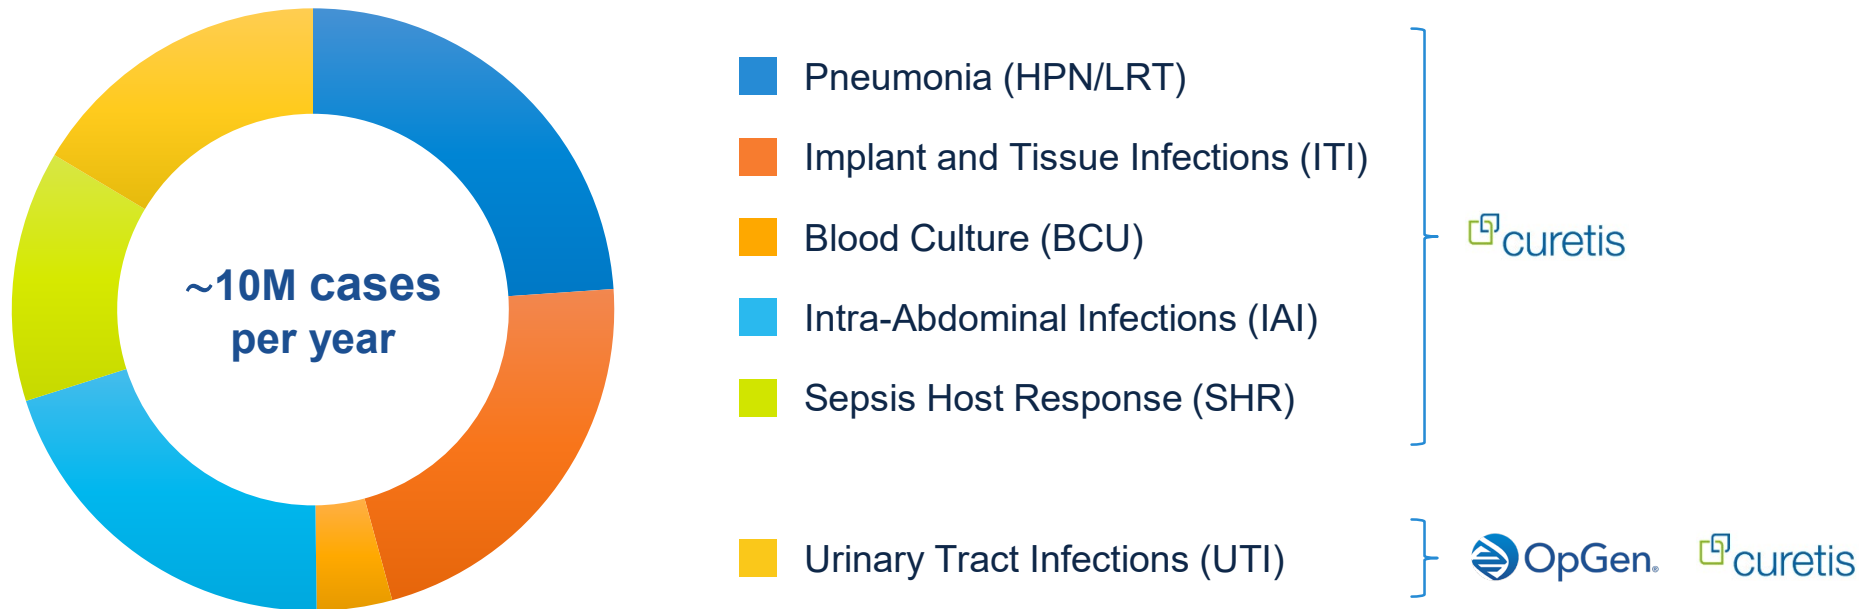 ~10M cases
per year
Pneumonia (HPN/LRT)
Implant and Tissue Infections (ITI)
Blood Culture (BCU)
Intra-Abdominal Infections (IAI)
Sepsis Host Response (SHR)
curetis
Urinary Tract Infections (UTI)
OpGen®
curetis